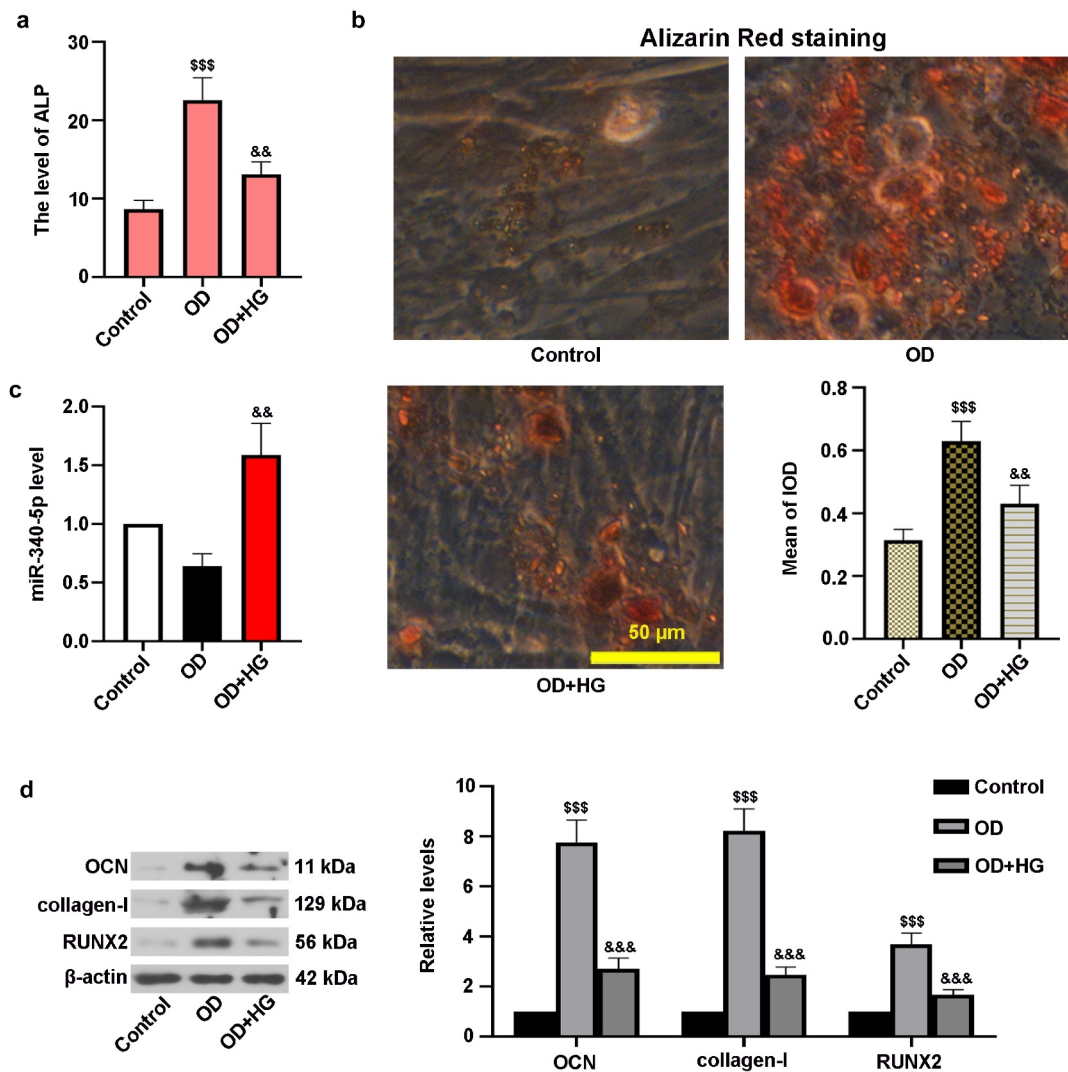 a
The level of ALP
30
20
10
0
$$$
&&
Control
OD
OD+HG
b
Alizarin Red staining
Control
OD
50 μm
OD+HG
Mean of IOD
0.8
0.6
0.4
0.2
0.0
$$$
&&
Control
OD
OD+HG
c
miR-340-5p level
2.0
1.5
1.0
0.5
0.0
&&
Control
OD
OD+HG
d
OCN 11 kDa
collagen-I 129 kDa
RUNX2 56 kDa
β-actin 42 kDa
Control
OD
OD+HG
Relative levels
10
8
6
4
2
0
$$$
&&&
$$$
&&&
$$$
&&&
OCN
collagen-I
RUNX2
Control
OD
OD+HG